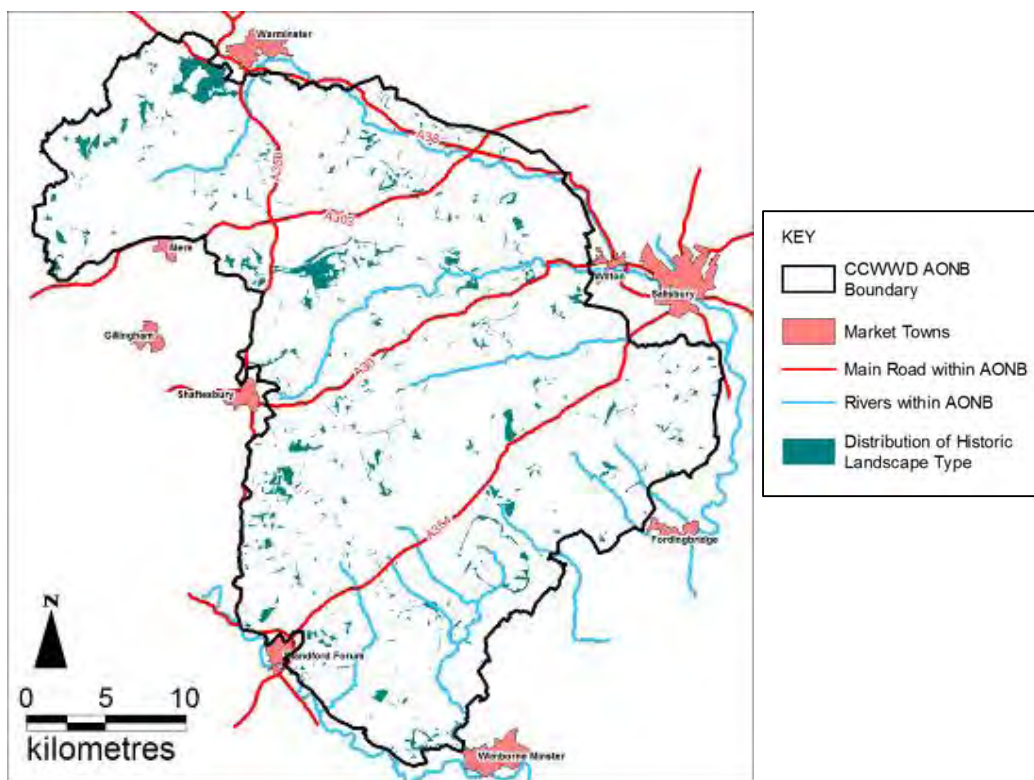 Warminster
A36
A350
A303
Mere
Wilton
Salisbury
Gillingham
A30
Shaftesbury
A354
Fordingbridge
Blandford Forum
Wimborne Minster
N
0 5 10
kilometres
KEY
CCWWD AONB
Boundary
Market Towns
Main Road within AONB
Rivers within AONB
Distribution of Historic
Landscape Type